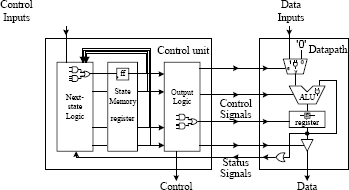 Control
Inputs
Data
Inputs
'0'
Control unit
Datapath
ff
Next-
state
Logic
State
Memory
register
Output
Logic
ALU
Control
Signals
register
Status
Signals
Control
Data